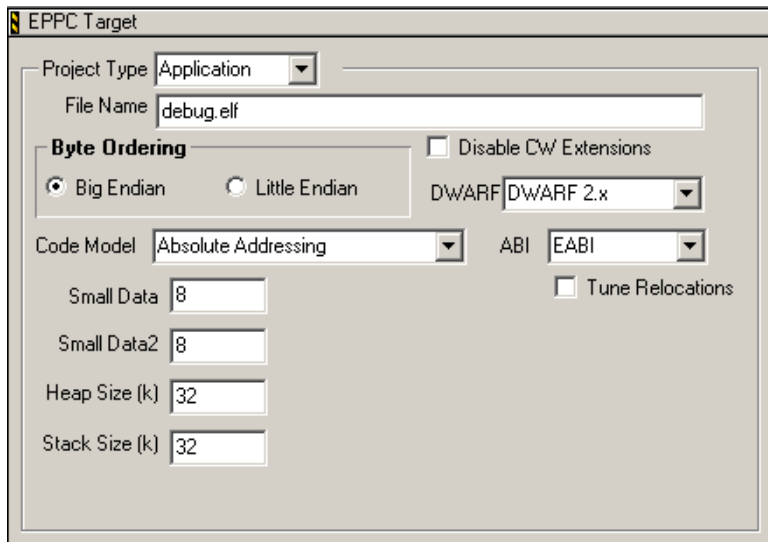 EPPC Target
Project Type Application
File Name debug.elf
Byte Ordering Disable CW Extensions
Big Endian Little Endian DWARF DWARF 2.x
Code Model Absolute Addressing ABI EABI
Small Data 8 Tune Relocations
Small Data2 8
Heap Size (k) 32
Stack Size (k) 32